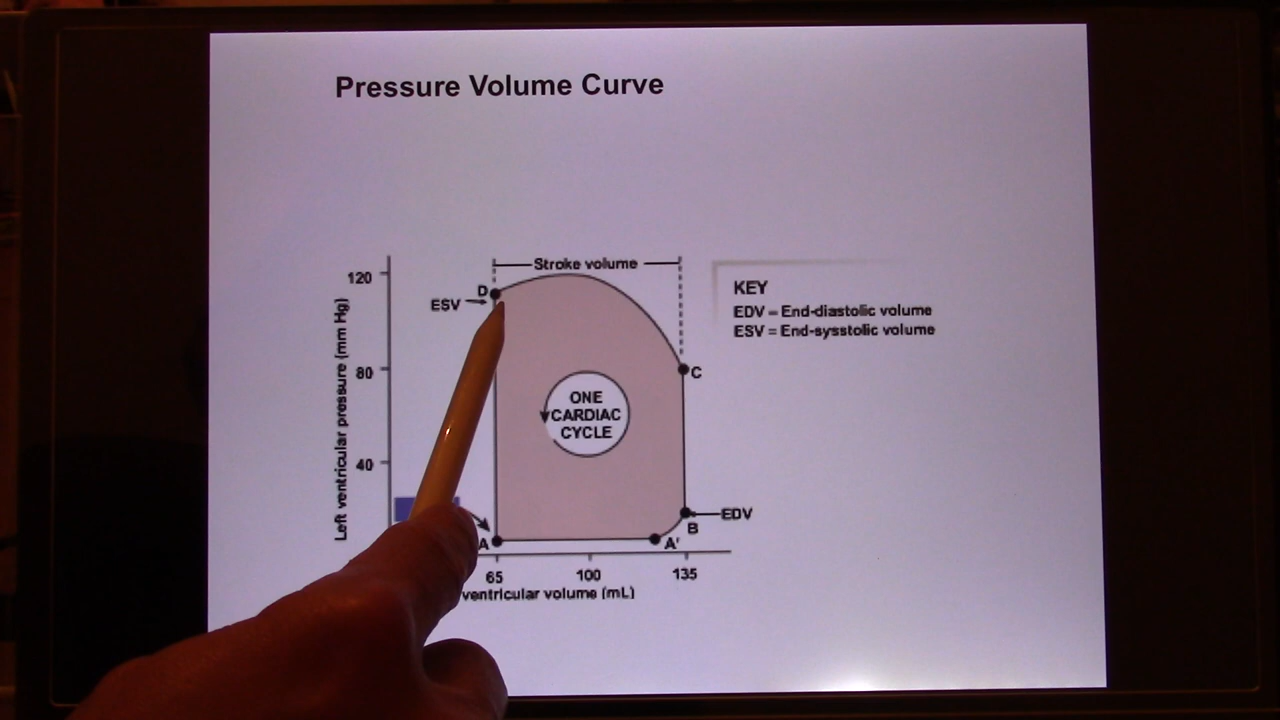 Pressure Volume Curve
Stroke volume
120
D
ESV
KEY
EDV = End-diastolic volume
ESV = End-sysstolic volume
80
C
ONE
CARDIAC
CYCLE
Left ventricular pressure (mm Hg)
40
EDV
B
A
A'
65
100
135
ventricular volume (mL)